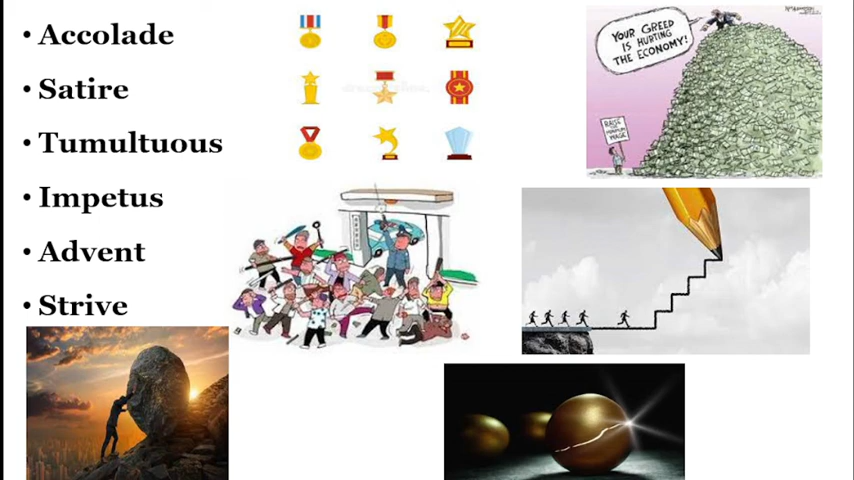 • Accolade
• Satire
• Tumultuous
• Impetus
• Advent
• Strive
YOUR GREED
IS HURTING
THE ECONOMY!
RAISE
THE
MINIMUM
WAGE